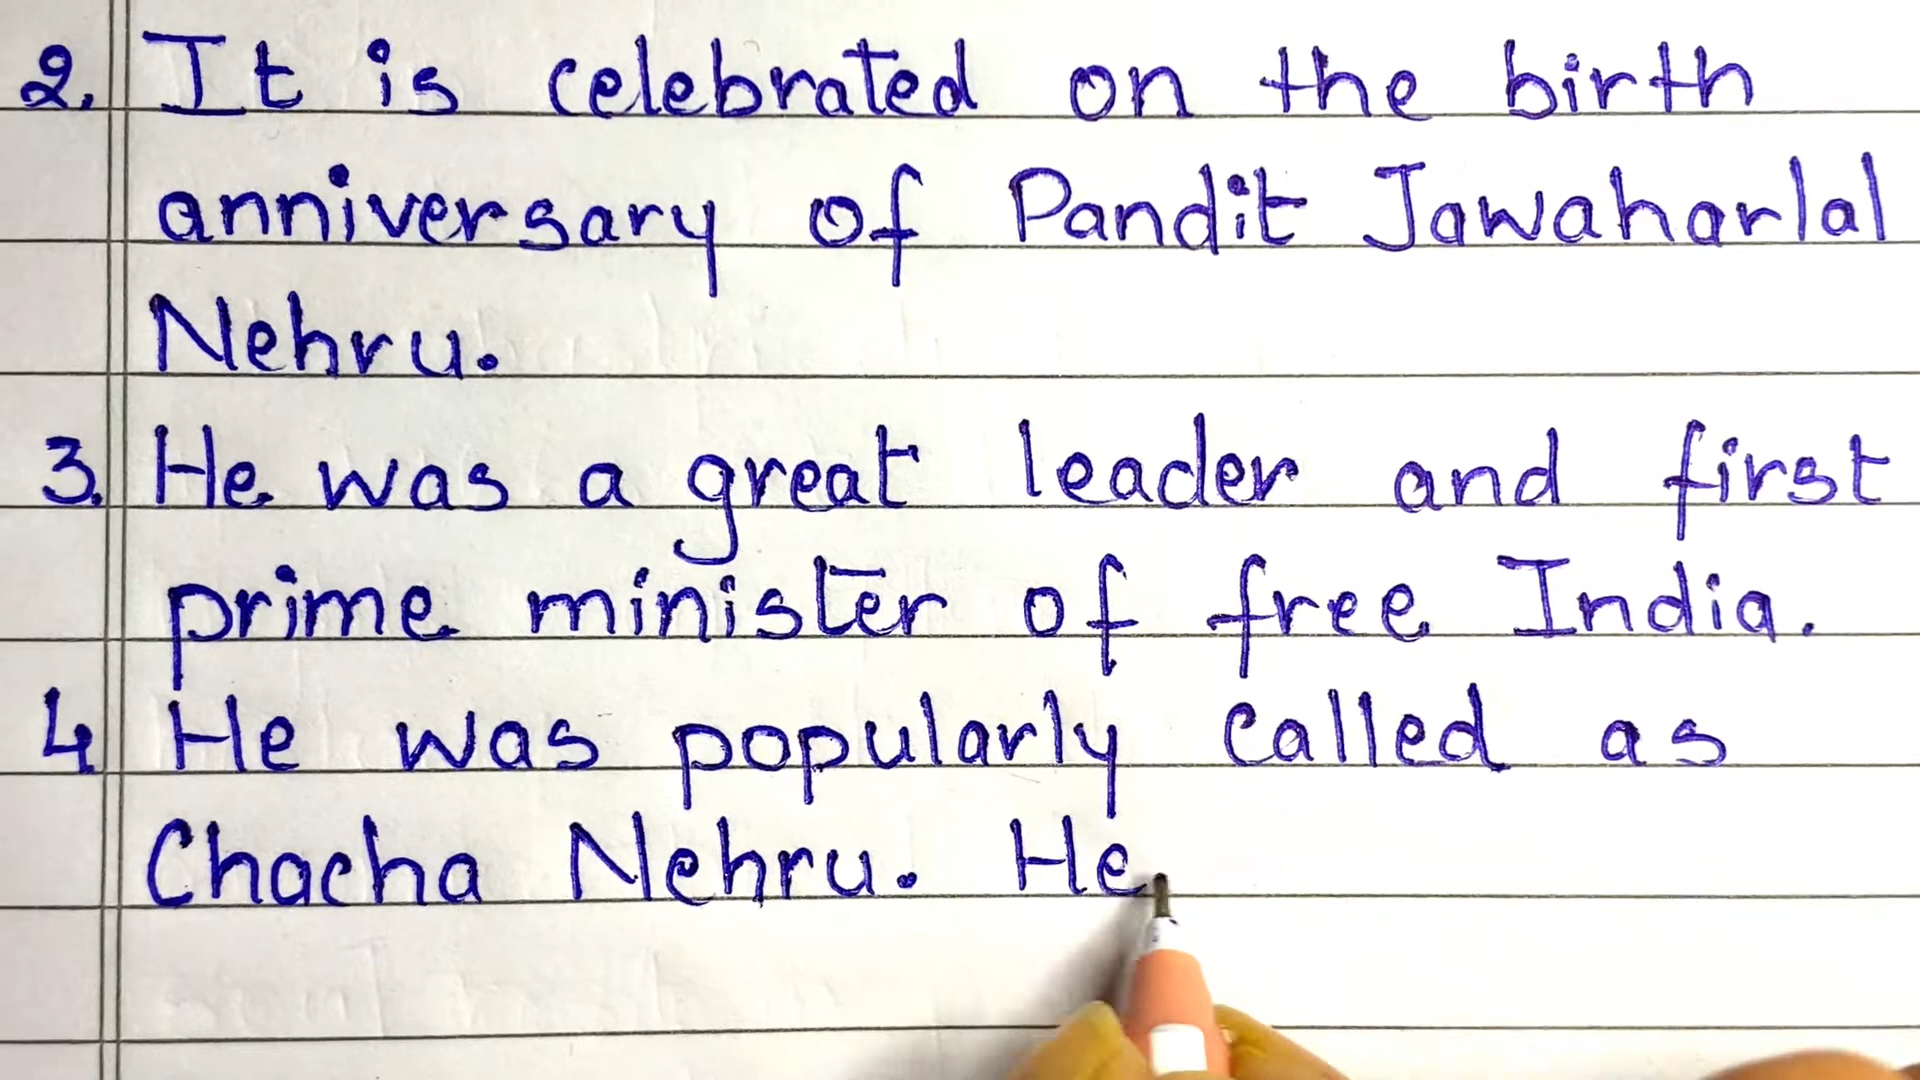 2. It is celebrated on the birth
anniversary of Pandit Jawaharlal
Nehru.
3. He was a great leader and first
prime minister of free India.
4. He was popularly called as
Chacha Nehru. He